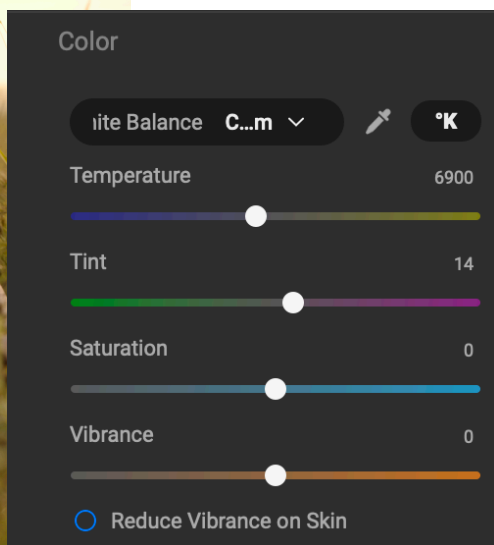 Color
ite Balance C...m °K
Temperature 6900
Tint 14
Saturation 0
Vibrance 0
Reduce Vibrance on Skin